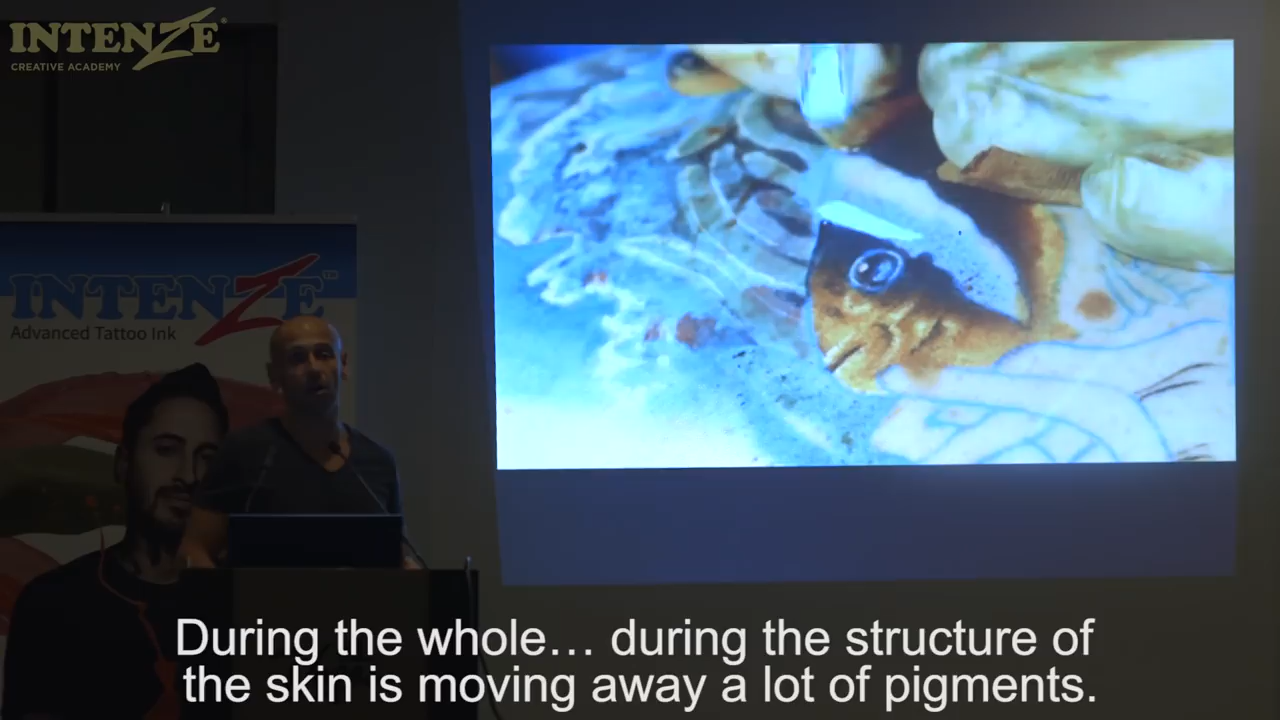 INTENZE
CREATIVE ACADEMY
INTENZE™
Advanced Tattoo Ink
During the whole… during the structure of
the skin is moving away a lot of pigments.